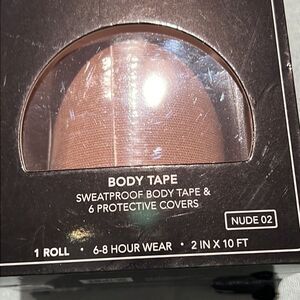 BODY TAPE
SWEATPROOF BODY TAPE &
6 PROTECTIVE COVERS
NUDE 02
1 ROLL • 6-8 HOUR WEAR • 2 IN X 10 FT